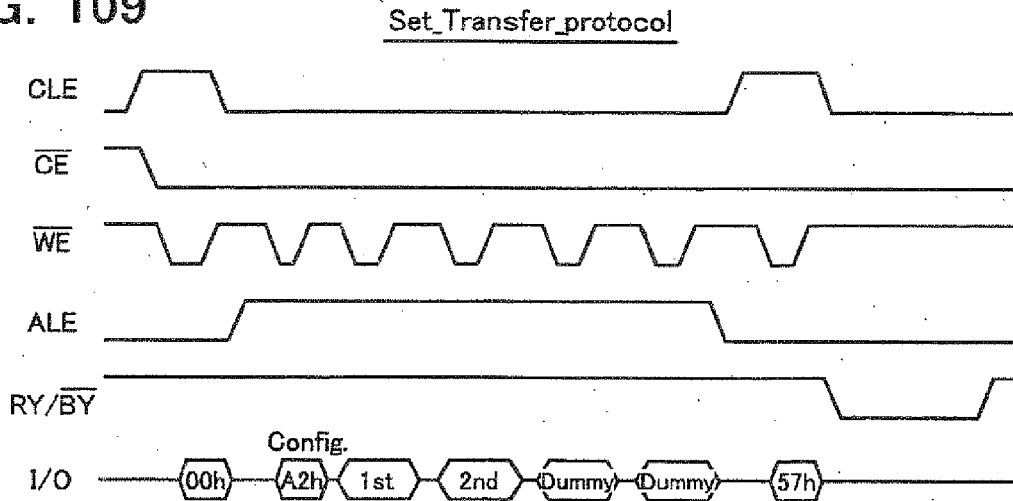 G. 109
Set_Transfer_protocol
CLE
CE
WE
ALE
RY/BY
Config.
I/O 00h A2h 1st 2nd Dummy Dummy 57h